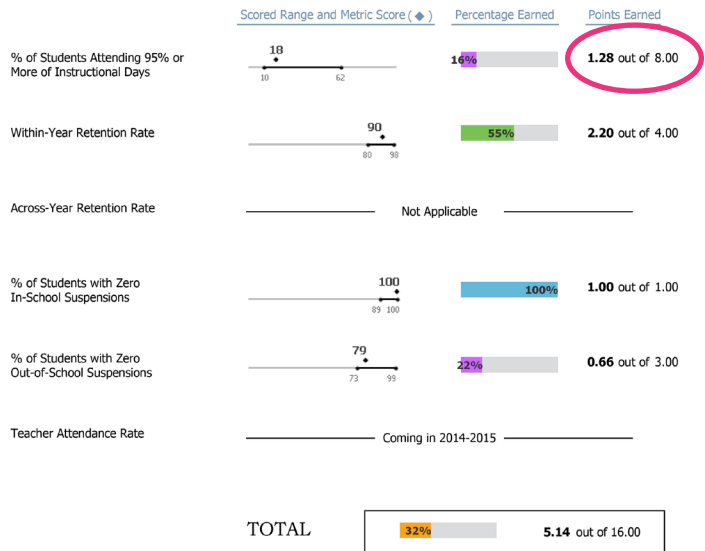 Scored Range and Metric Score ( ◆ ) Percentage Earned Points Earned
% of Students Attending 95% or
More of Instructional Days
18
10 62
16%
1.28 out of 8.00
Within-Year Retention Rate
90
80 98
55%
2.20 out of 4.00
Across-Year Retention Rate
Not Applicable
% of Students with Zero
In-School Suspensions
100
89 100
100%
1.00 out of 1.00
% of Students with Zero
Out-of-School Suspensions
79
73 99
22%
0.66 out of 3.00
Teacher Attendance Rate
Coming in 2014-2015
TOTAL
32%
5.14 out of 16.00